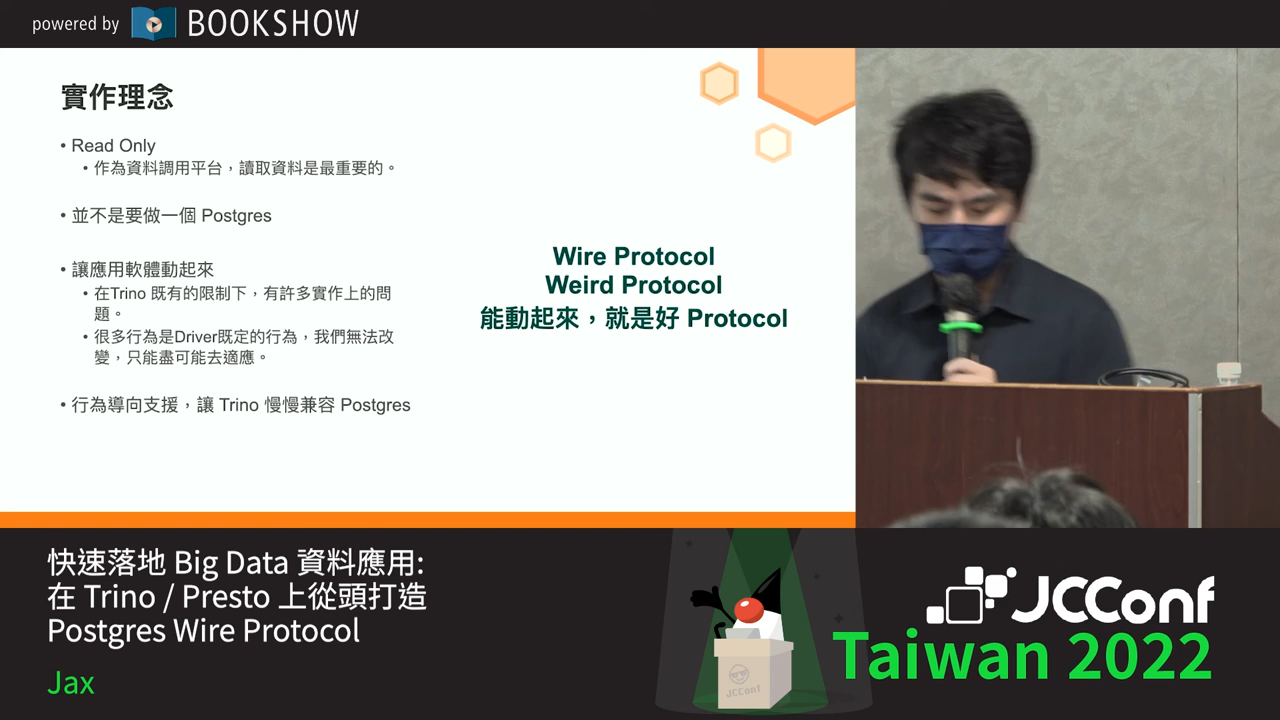 powered by BOOKSHOW
實作理念
• Read Only
• 作為資料調用平台，讀取資料是最重要的。
• 並不是要做一個 Postgres
• 讓應用軟體動起來
• 在Trino 既有的限制下，有許多實作上的問
題。
• 很多行為是Driver既定的行為，我們無法改
變，只能盡可能去適應。
• 行為導向支援，讓 Trino 慢慢兼容 Postgres
Wire Protocol
Weird Protocol
能動起來，就是好 Protocol
快速落地 Big Data 資料應用:
在 Trino / Presto 上從頭打造
Postgres Wire Protocol
Jax
JCConf
JCConf
Taiwan 2022